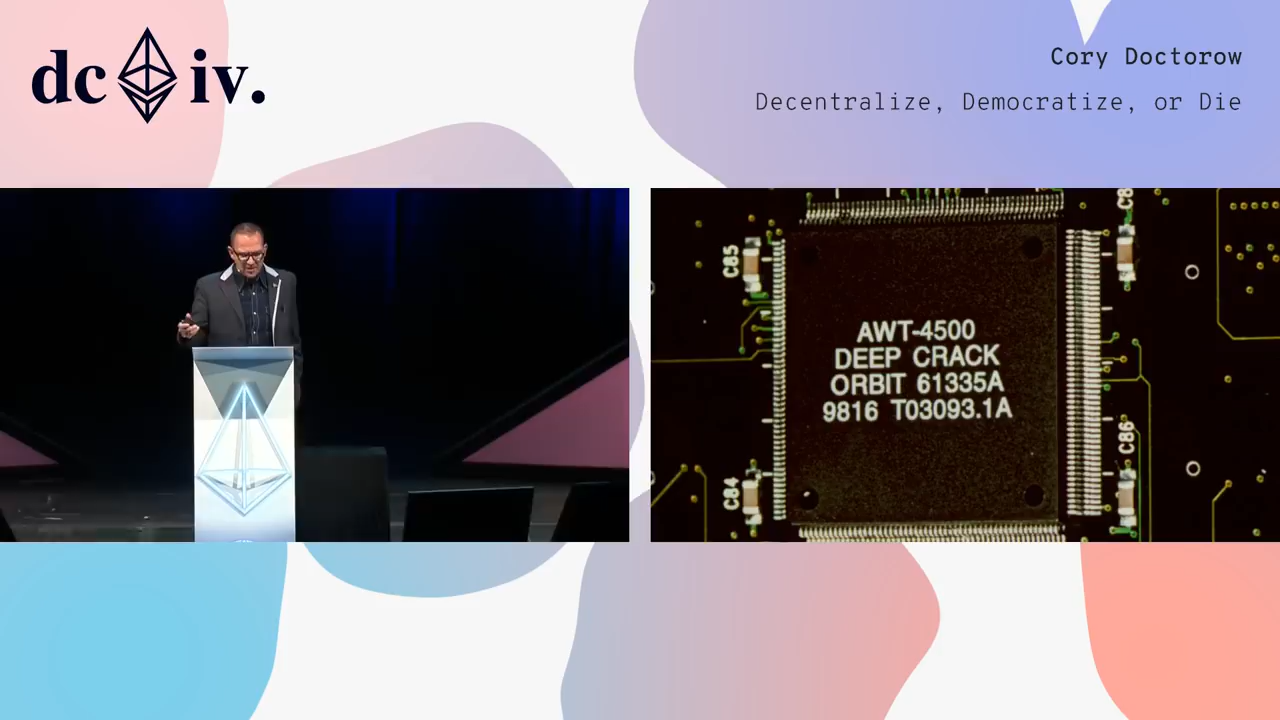 dc iv.
Cory Doctorow
Decentralize, Democratize, or Die
C85
C8
AWT-4500
DEEP CRACK
ORBIT 61335A
9816 T03093.1A
C84
C86